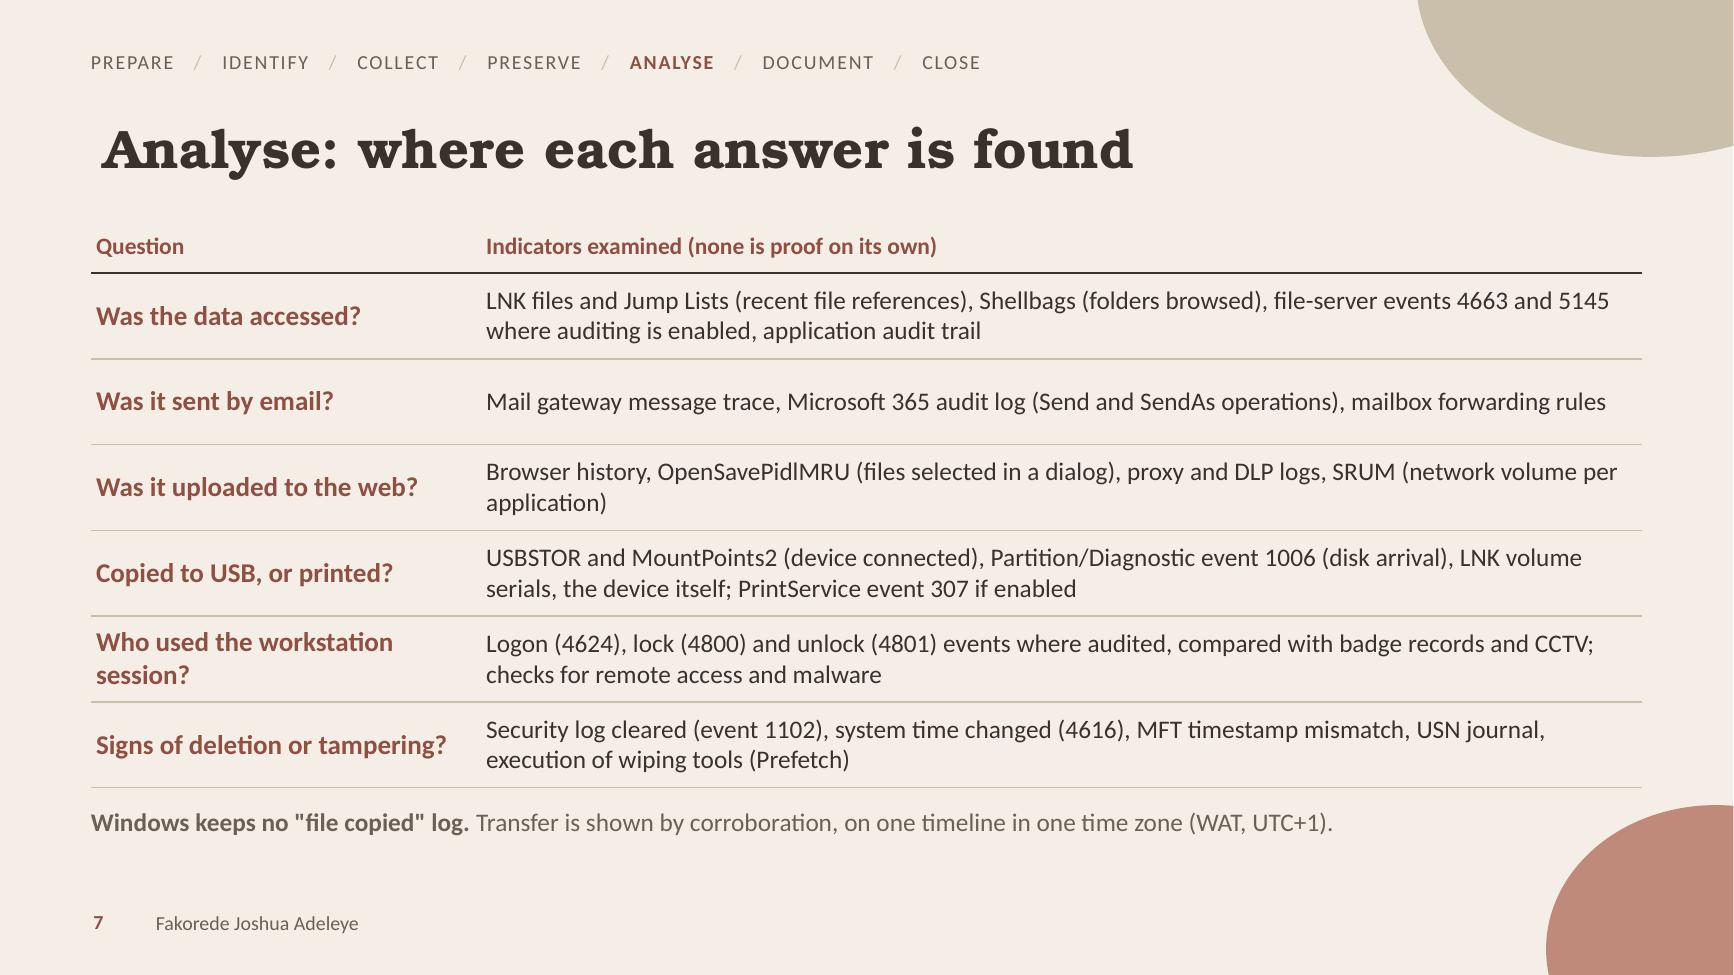 PREPARE / IDENTIFY / COLLECT / PRESERVE / ANALYSE / DOCUMENT / CLOSE
Analyse: where each answer is found
Question
Indicators examined (none is proof on its own)
Was the data accessed?
LNK files and Jump Lists (recent file references), Shellbags (folders browsed), file-server events 4663 and 5145
where auditing is enabled, application audit trail
Was it sent by email?
Mail gateway message trace, Microsoft 365 audit log (Send and SendAs operations), mailbox forwarding rules
Was it uploaded to the web?
Browser history, OpenSavePidlMRU (files selected in a dialog), proxy and DLP logs, SRUM (network volume per
application)
Copied to USB, or printed?
USBSTOR and MountPoints2 (device connected), Partition/Diagnostic event 1006 (disk arrival), LNK volume
serials, the device itself; PrintService event 307 if enabled
Who used the workstation
session?
Logon (4624), lock (4800) and unlock (4801) events where audited, compared with badge records and CCTV;
checks for remote access and malware
Signs of deletion or tampering?
Security log cleared (event 1102), system time changed (4616), MFT timestamp mismatch, USN journal,
execution of wiping tools (Prefetch)
Windows keeps no "file copied" log. Transfer is shown by corroboration, on one timeline in one time zone (WAT, UTC+1).
7 Fakorede Joshua Adeleye